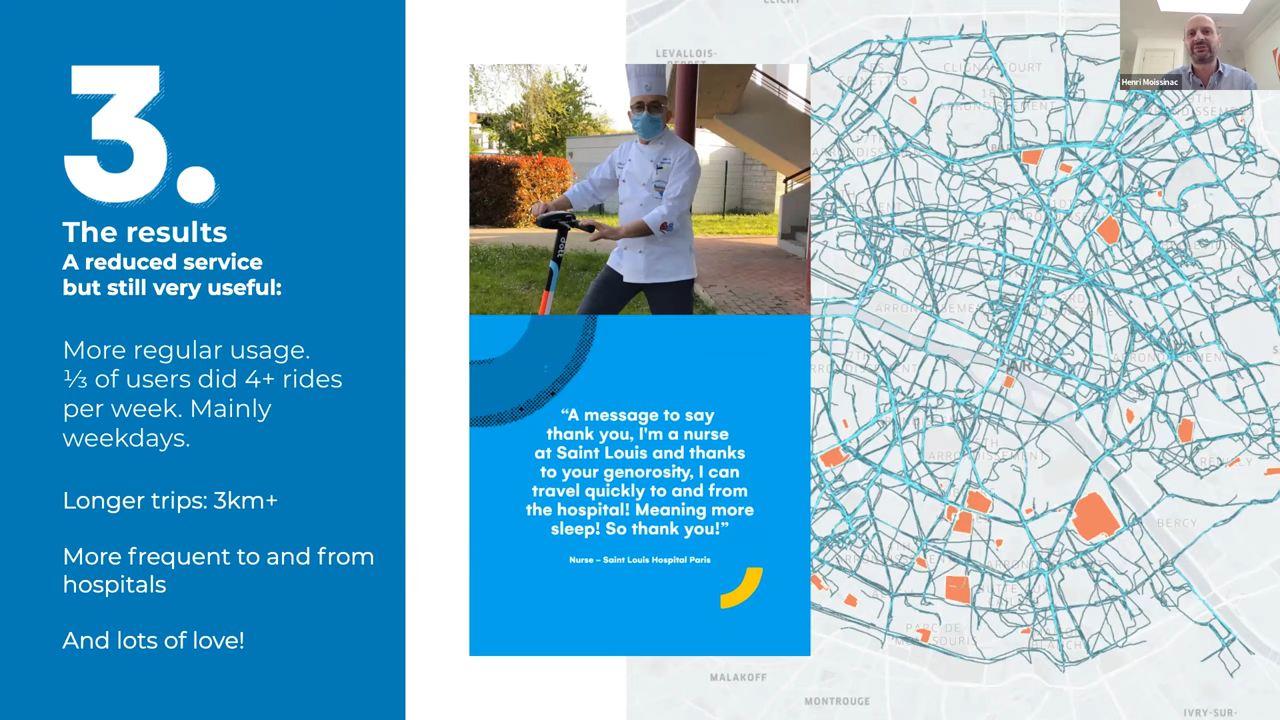 3.
The results
A reduced service
but still very useful:
More regular usage.
⅓ of users did 4+ rides
per week. Mainly
weekdays.
Longer trips: 3km+
More frequent to and from
hospitals
And lots of love!
dott
“A message to say
thank you, I'm a nurse
at Saint Louis and thanks
to your genorosity, I can
travel quickly to and from
the hospital! Meaning more
sleep! So thank you!”
Nurse – Saint Louis Hospital Paris
Henri Moissinac
CLICHY
LEVALLOIS-
PERRET
BERCY
MALAKOFF
MONTROUGE
IVRY-SUR-